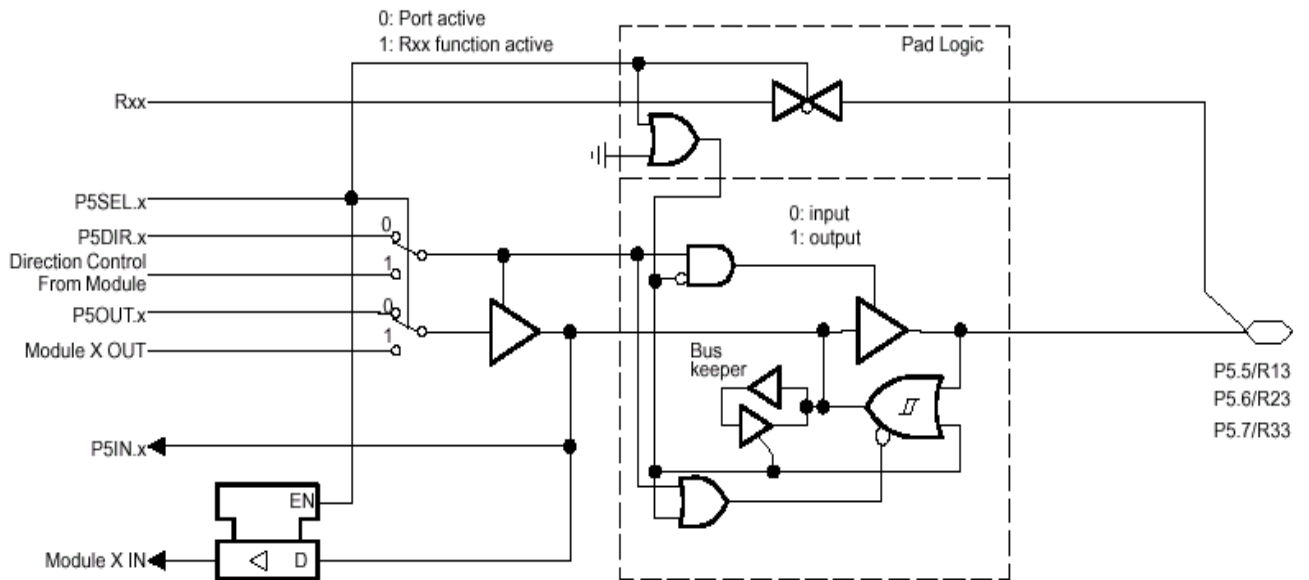 0: Port active
1: Rxx function active
Pad Logic
Rxx
P5SEL.x
0
P5DIR.x
Direction Control
From Module
1
0: input
1: output
0
P5OUT.x
1
Module X OUT
Bus
keeper
P5.5/R13
P5.6/R23
P5.7/R33
P5IN.x
EN
Module X IN
D